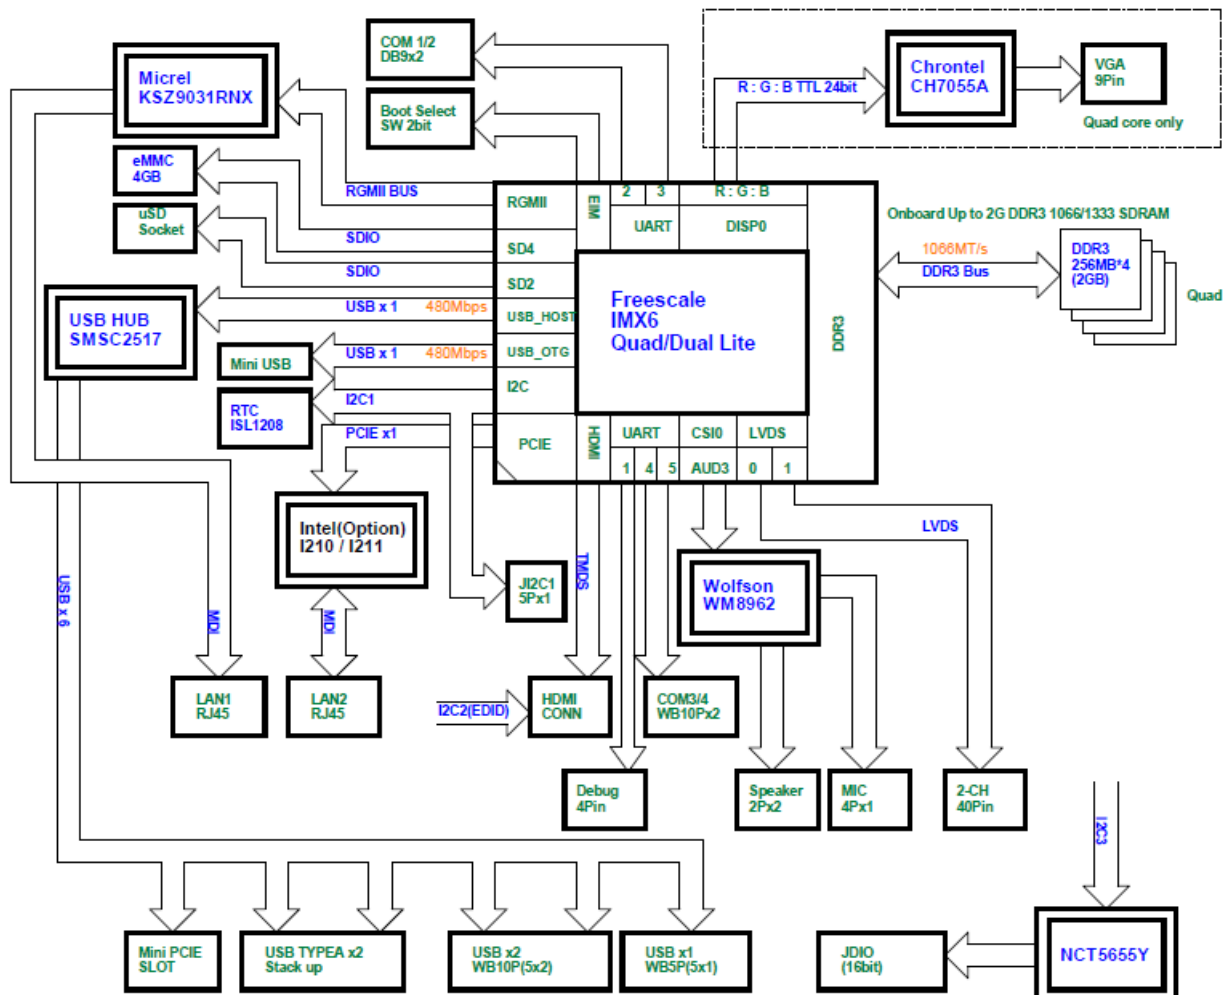 COM 1/2
DB9x2
Micrel
KSZ9031RNX
Boot Select
SW 2bit
R : G : B TTL 24bit
Chrontel
CH7055A
VGA
9Pin
Quad core only
eMMC
4GB
uSD
Socket
RGMII BUS
SDIO
SDIO
RGMII
SD4
SD2
USB_HOST
USB_OTG
I2C
PCIE
EIM
2
3
UART
R : G : B
DISP0
Freescale
IMX6
Quad/Dual Lite
DDR3
Onboard Up to 2G DDR3 1066/1333 SDRAM
1066MT/s
DDR3 Bus
DDR3
256MB*4
(2GB)
Quad
USB HUB
SMSC2517
USB x 1
480Mbps
USB x 1
480Mbps
Mini USB
RTC
ISL1208
I2C1
PCIE x1
HDMI
UART
1
4
5
CSI0
AUD3
LVDS
0
1
Intel(Option)
I210 / I211
JI2C1
5Px1
TMDS
LVDS
Wolfson
WM8962
USB x 6
MDI
MDI
LAN1
RJ45
LAN2
RJ45
I2C2(EDID)
HDMI
CONN
COM3/4
WB10Px2
Debug
4Pin
Speaker
2Px2
MIC
4Px1
2-CH
40Pin
I2C3
Mini PCIE
SLOT
USB TYPEA x2
Stack up
USB x2
WB10P(5x2)
USB x1
WB5P(5x1)
JDIO
(16bit)
NCT5655Y